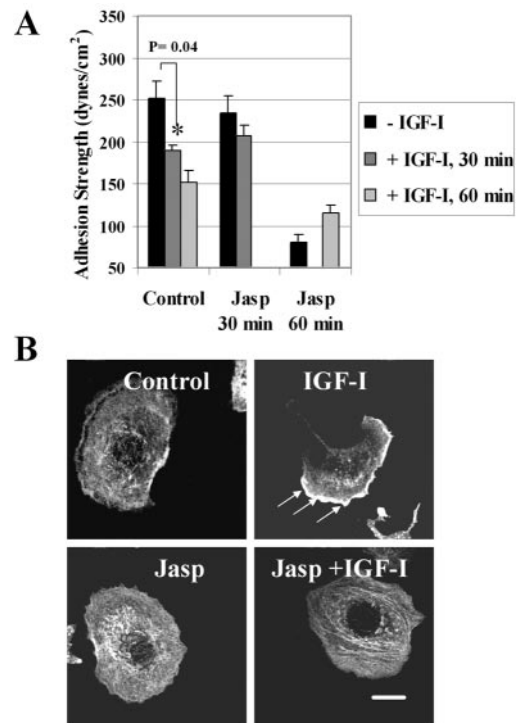 A
P= 0.04
*
Adhesion Strength (dynes/cm²)
300
250
200
150
100
50
Control
Jasp
30 min
Jasp
60 min
- IGF-I
+ IGF-I, 30 min
+ IGF-I, 60 min
B
Control
IGF-I
Jasp
Jasp +IGF-I